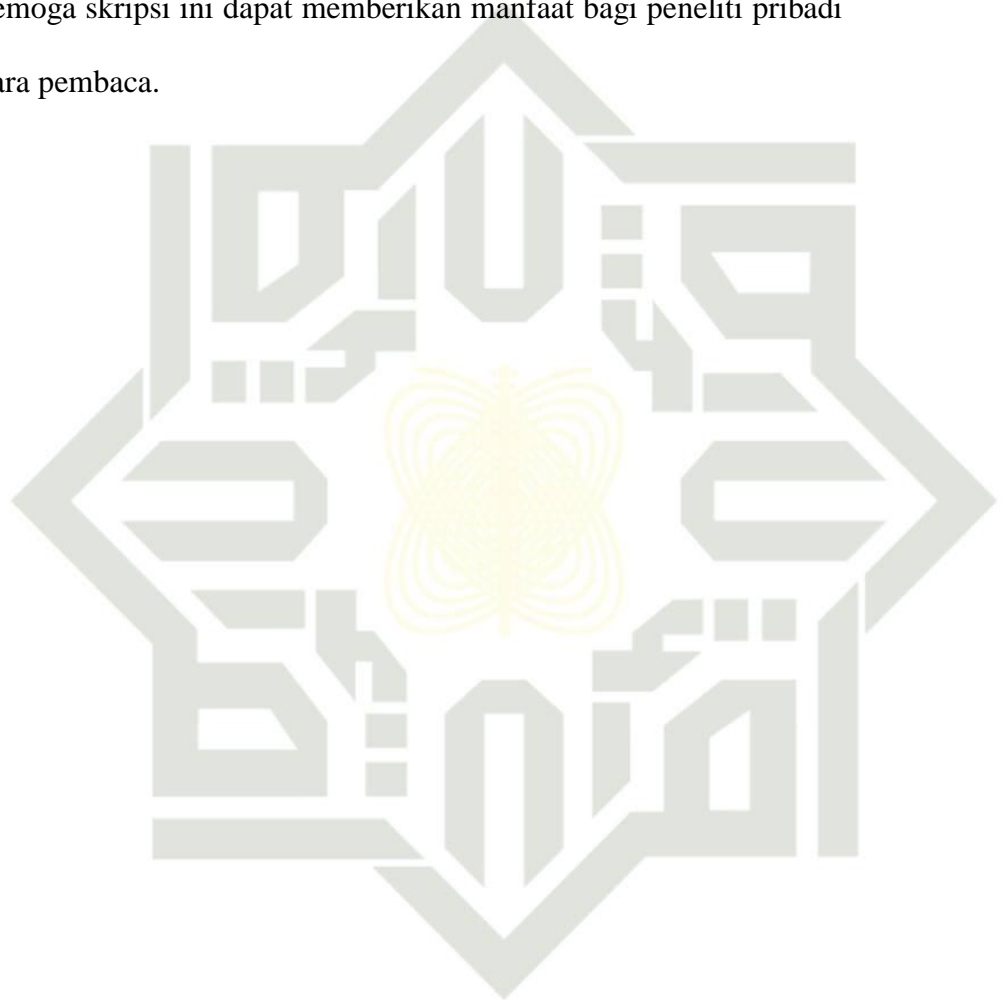 emoga skripsi ini dapat memberikan manfaat bagi peneliti pribadi
ara pembaca.